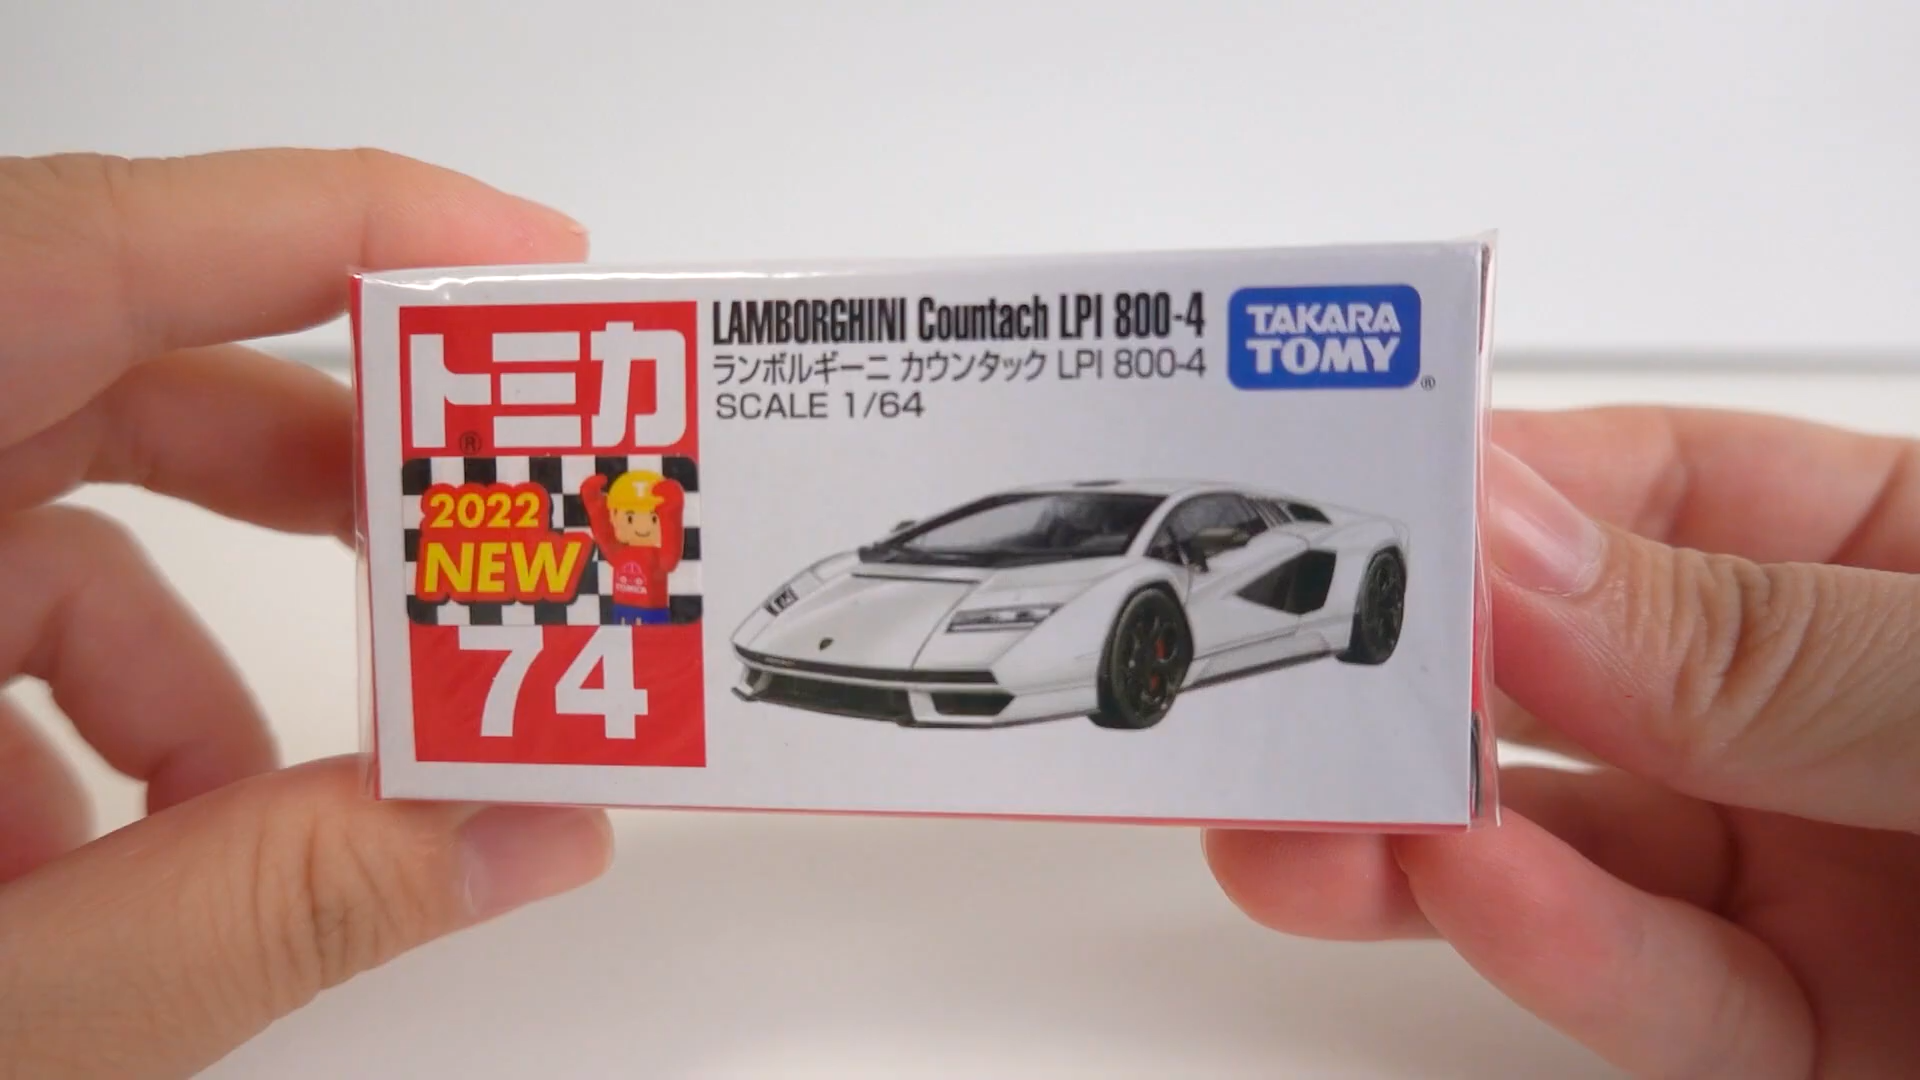 トミカ
®
2022
NEW
T
TOMICA
74
LAMBORGHINI Countach LPI 800-4
ランボルギーニ カウンタック LPI 800-4
SCALE 1/64
TAKARA
TOMY
®